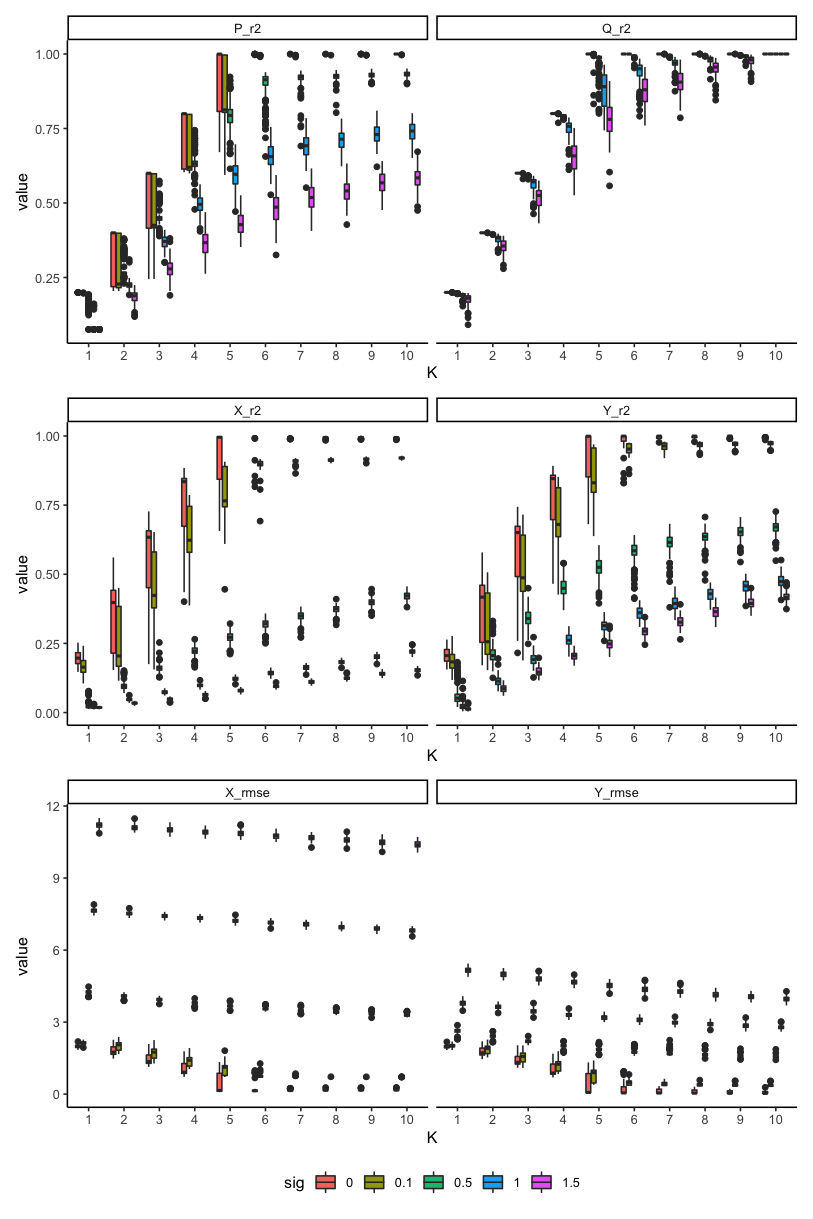 P_r2 Q_r2
1.00
0.75
0.50
0.25
value
1 2 3 4 5 6 7 8 9 10 1 2 3 4 5 6 7 8 9 10
K
X_r2 Y_r2
1.00
0.75
0.50
0.25
0.00
value
1 2 3 4 5 6 7 8 9 10 1 2 3 4 5 6 7 8 9 10
K
X_rmse Y_rmse
12
9
6
3
0
value
1 2 3 4 5 6 7 8 9 10 1 2 3 4 5 6 7 8 9 10
K
sig 0 0.1 0.5 1 1.5